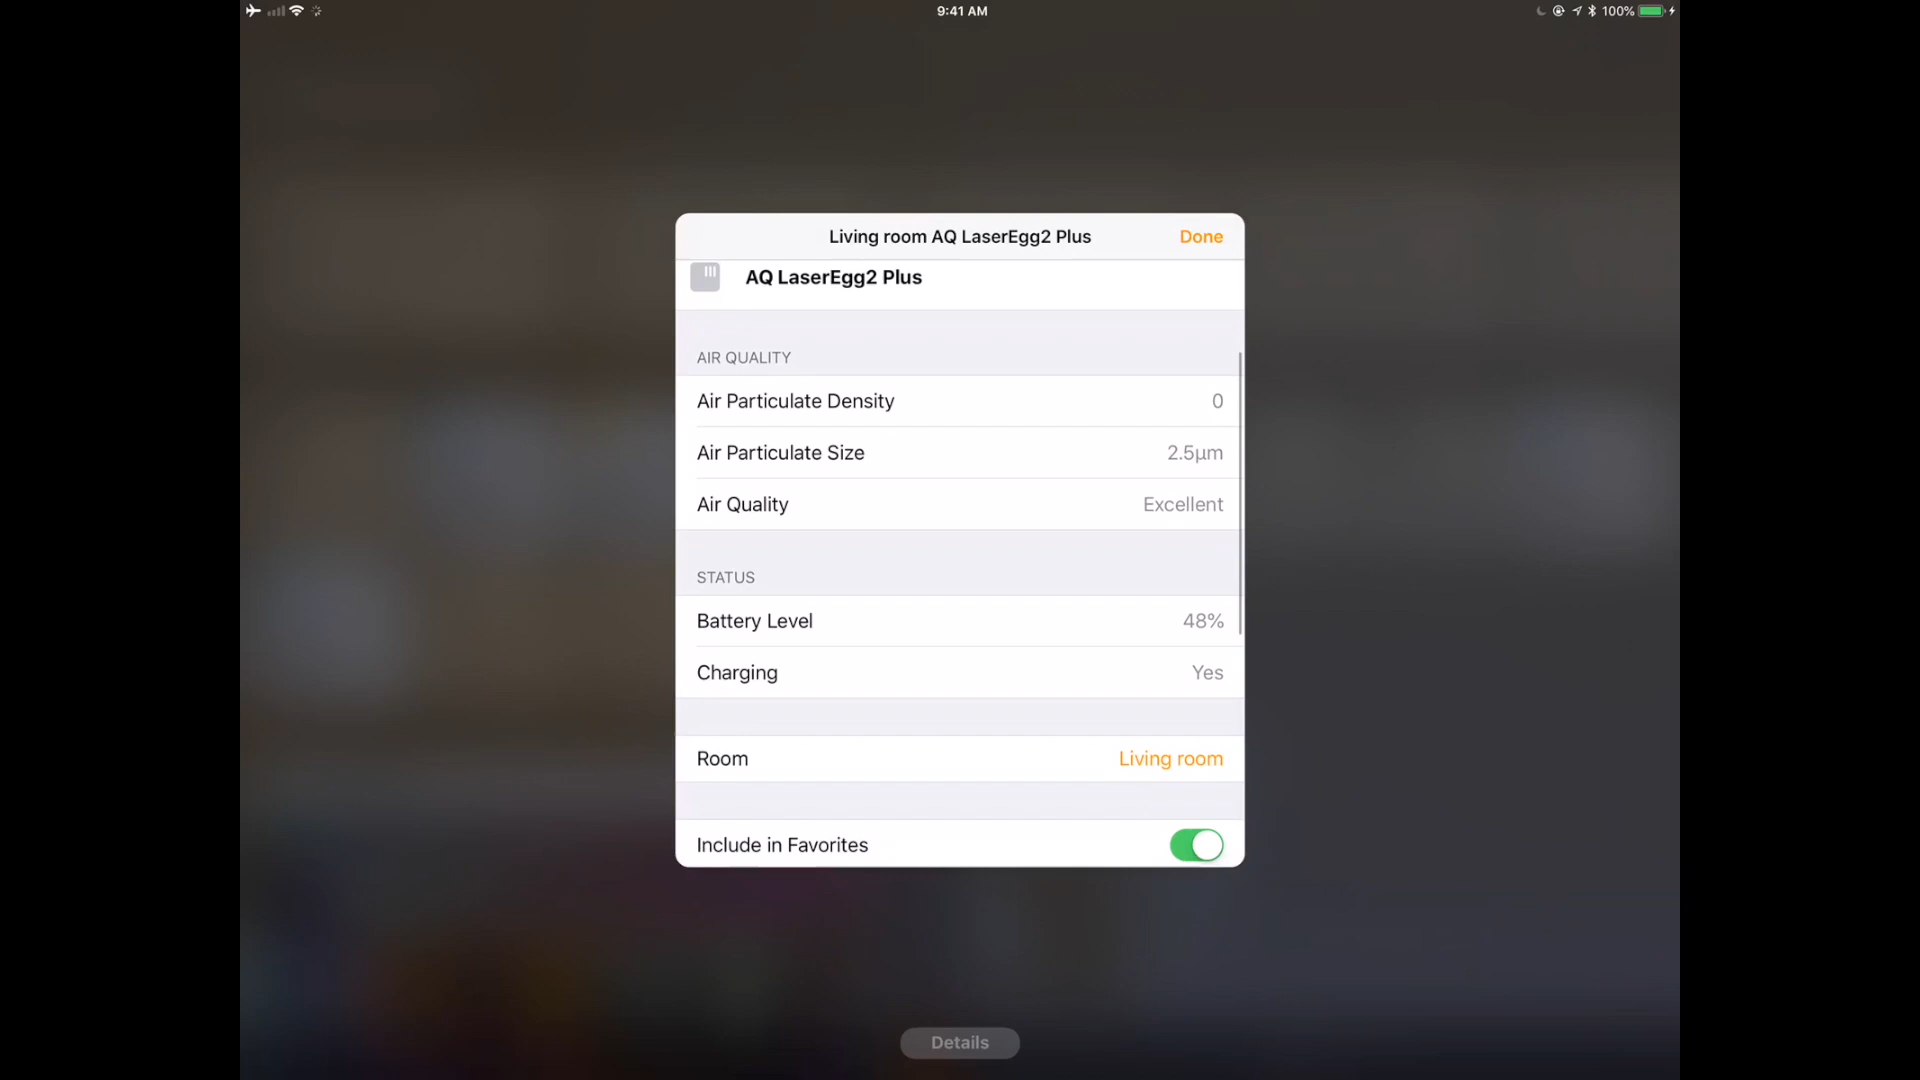 9:41 AM
100%
Living room AQ LaserEgg2 Plus
Done
AQ LaserEgg2 Plus
AIR QUALITY
Air Particulate Density
0
Air Particulate Size
2.5µm
Air Quality
Excellent
STATUS
Battery Level
48%
Charging
Yes
Room
Living room
Include in Favorites
Details